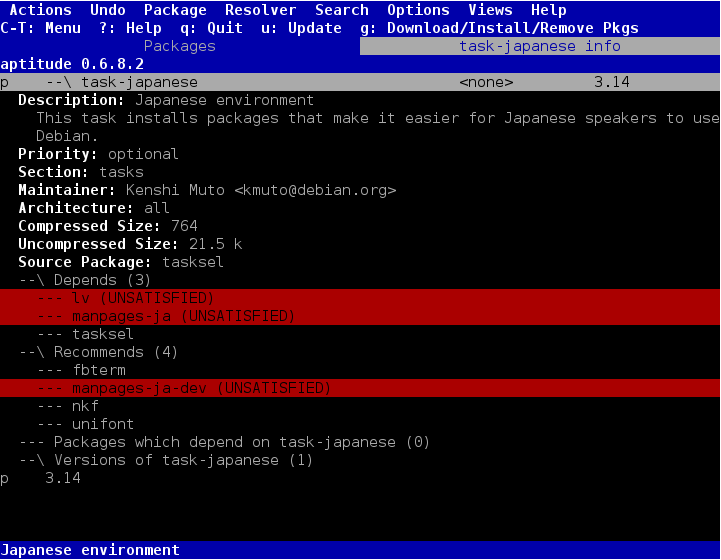 Actions Undo Package Resolver Search Options Views Help
C-T: Menu ?: Help q: Quit u: Update g: Download/Install/Remove Pkgs
Packages task-japanese info
aptitude 0.6.8.2
p --\ task-japanese <none> 3.14
Description: Japanese environment
This task installs packages that make it easier for Japanese speakers to use
Debian.
Priority: optional
Section: tasks
Maintainer: Kenshi Muto <kmuto@debian.org>
Architecture: all
Compressed Size: 764
Uncompressed Size: 21.5 k
Source Package: tasksel
--\ Depends (3)
--- lv (UNSATISFIED)
--- manpages-ja (UNSATISFIED)
--- tasksel
--\ Recommends (4)
--- fbterm
--- manpages-ja-dev (UNSATISFIED)
--- nkf
--- unifont
--- Packages which depend on task-japanese (0)
--\ Versions of task-japanese (1)
p 3.14
Japanese environment